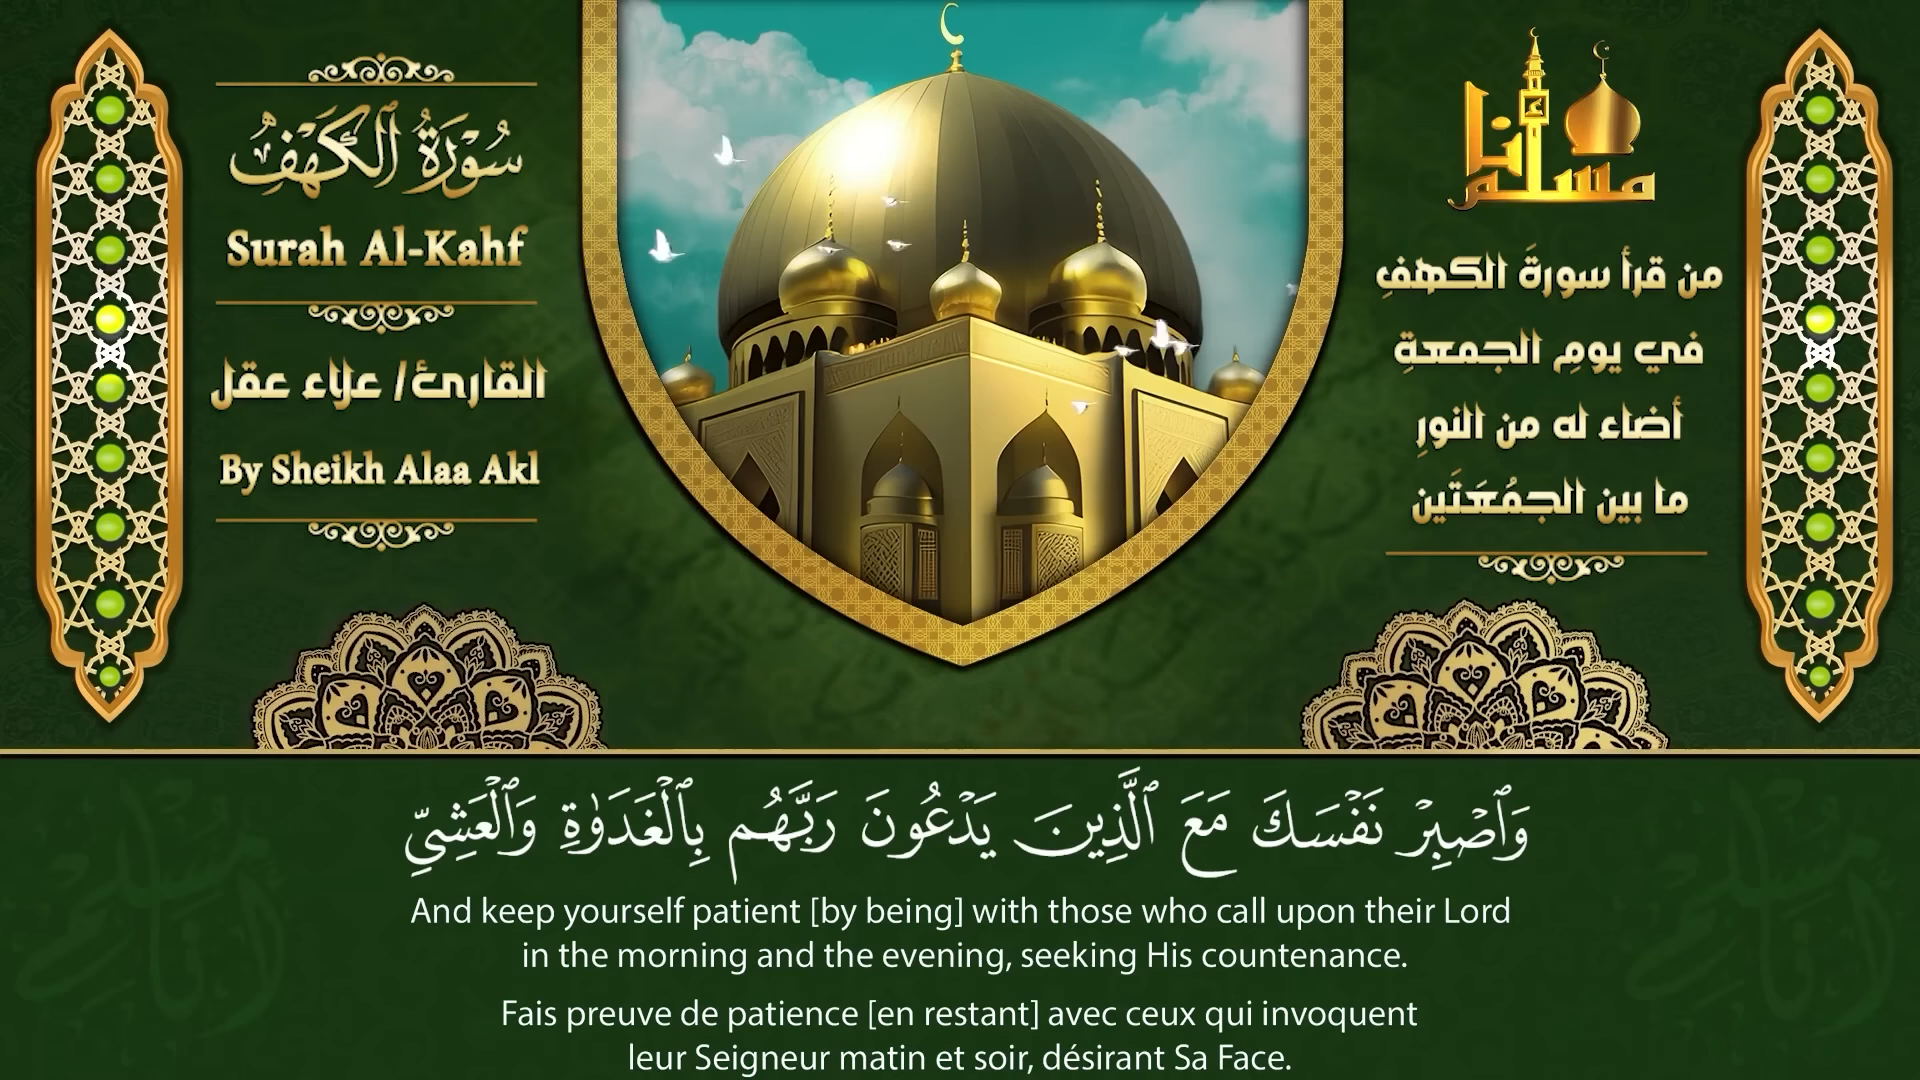 سُوْرَةُ الكَهْفِ
Surah Al-Kahf
القارئ / علاء عقل
By Sheikh Alaa Akl
أنا مسلم
من قرأ سورةَ الكهفِ
في يومِ الجمعةِ
أضاء له من النورِ
ما بين الجمُعَتَين
وَٱصْبِرْ نَفْسَكَ مَعَ ٱلَّذِينَ يَدْعُونَ رَبَّهُم بِٱلْغَدَوٰةِ وَٱلْعَشِىِّ
And keep yourself patient [by being] with those who call upon their Lord
in the morning and the evening, seeking His countenance.
Fais preuve de patience [en restant] avec ceux qui invoquent
leur Seigneur matin et soir, désirant Sa Face.